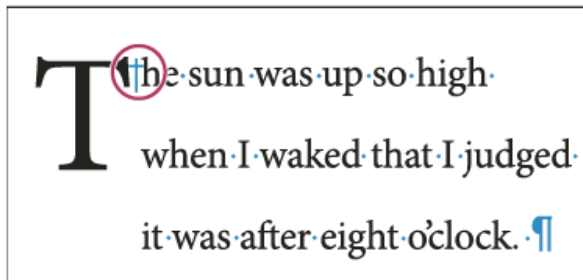 The sun was up so high
when I waked that I judged
it was after eight o’clock. ¶